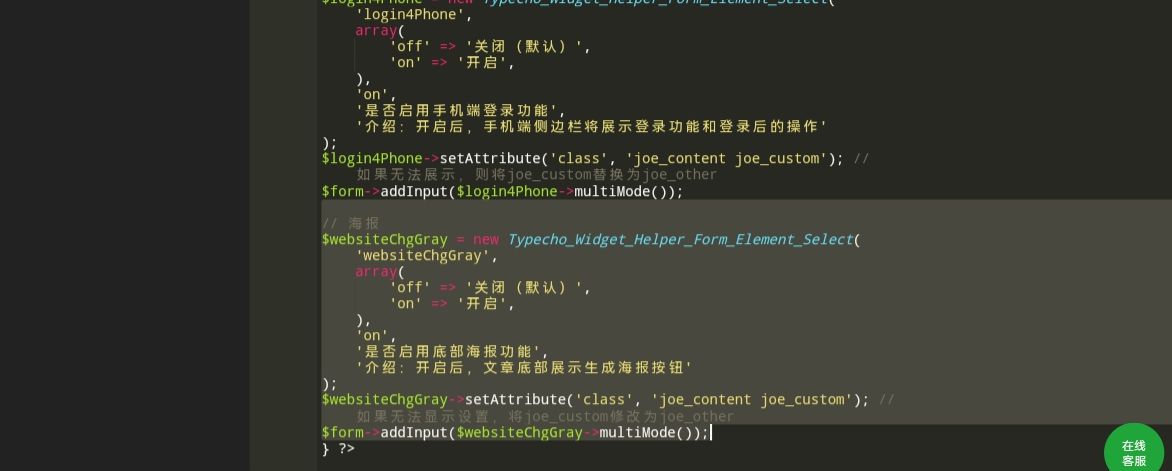 $login4Phone = new Typecho_Widget_Helper_Form_Element_Select(
'login4Phone',
array(
'off' => '关闭（默认）',
'on' => '开启',
),
'on',
'是否启用手机端登录功能',
'介绍：开启后，手机端侧边栏将展示登录功能和登录后的操作'
);
$login4Phone->setAttribute('class', 'joe_content joe_custom'); //
如果无法展示，则将joe_custom替换为joe_other
$form->addInput($login4Phone->multiMode());
// 海报
$websiteChgGray = new Typecho_Widget_Helper_Form_Element_Select(
'websiteChgGray',
array(
'off' => '关闭（默认）',
'on' => '开启',
),
'on',
'是否启用底部海报功能',
'介绍：开启后，文章底部展示生成海报按钮'
);
$websiteChgGray->setAttribute('class', 'joe_content joe_custom'); //
如果无法显示设置，将joe_custom修改为joe_other
$form->addInput($websiteChgGray->multiMode());
} ?>
在线
客服